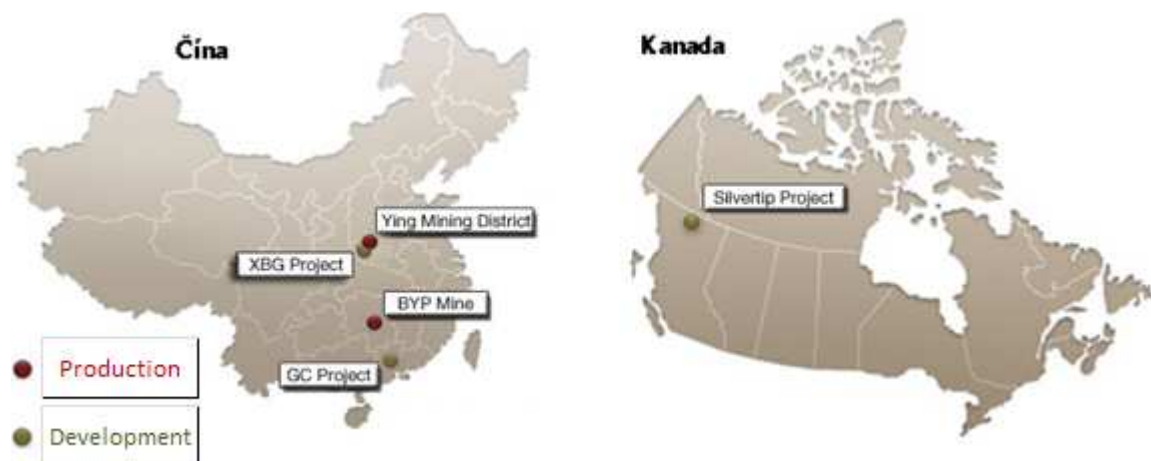 Čína
Kanada
Silvertip Project
Ying Mining District
XBG Project
BYP Mine
GC Project
Production
Development